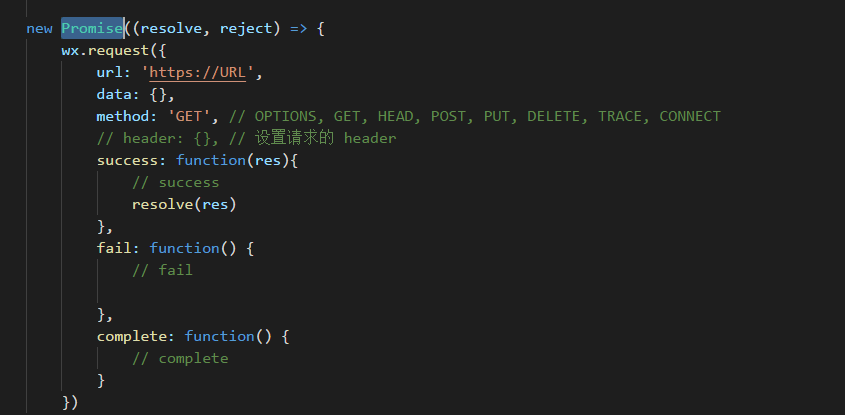 new Promise((resolve, reject) => {
wx.request({
url: 'https://URL',
data: {},
method: 'GET', // OPTIONS, GET, HEAD, POST, PUT, DELETE, TRACE, CONNECT
// header: {}, // 设置请求的 header
success: function(res){
// success
resolve(res)
},
fail: function() {
// fail
},
complete: function() {
// complete
}
})